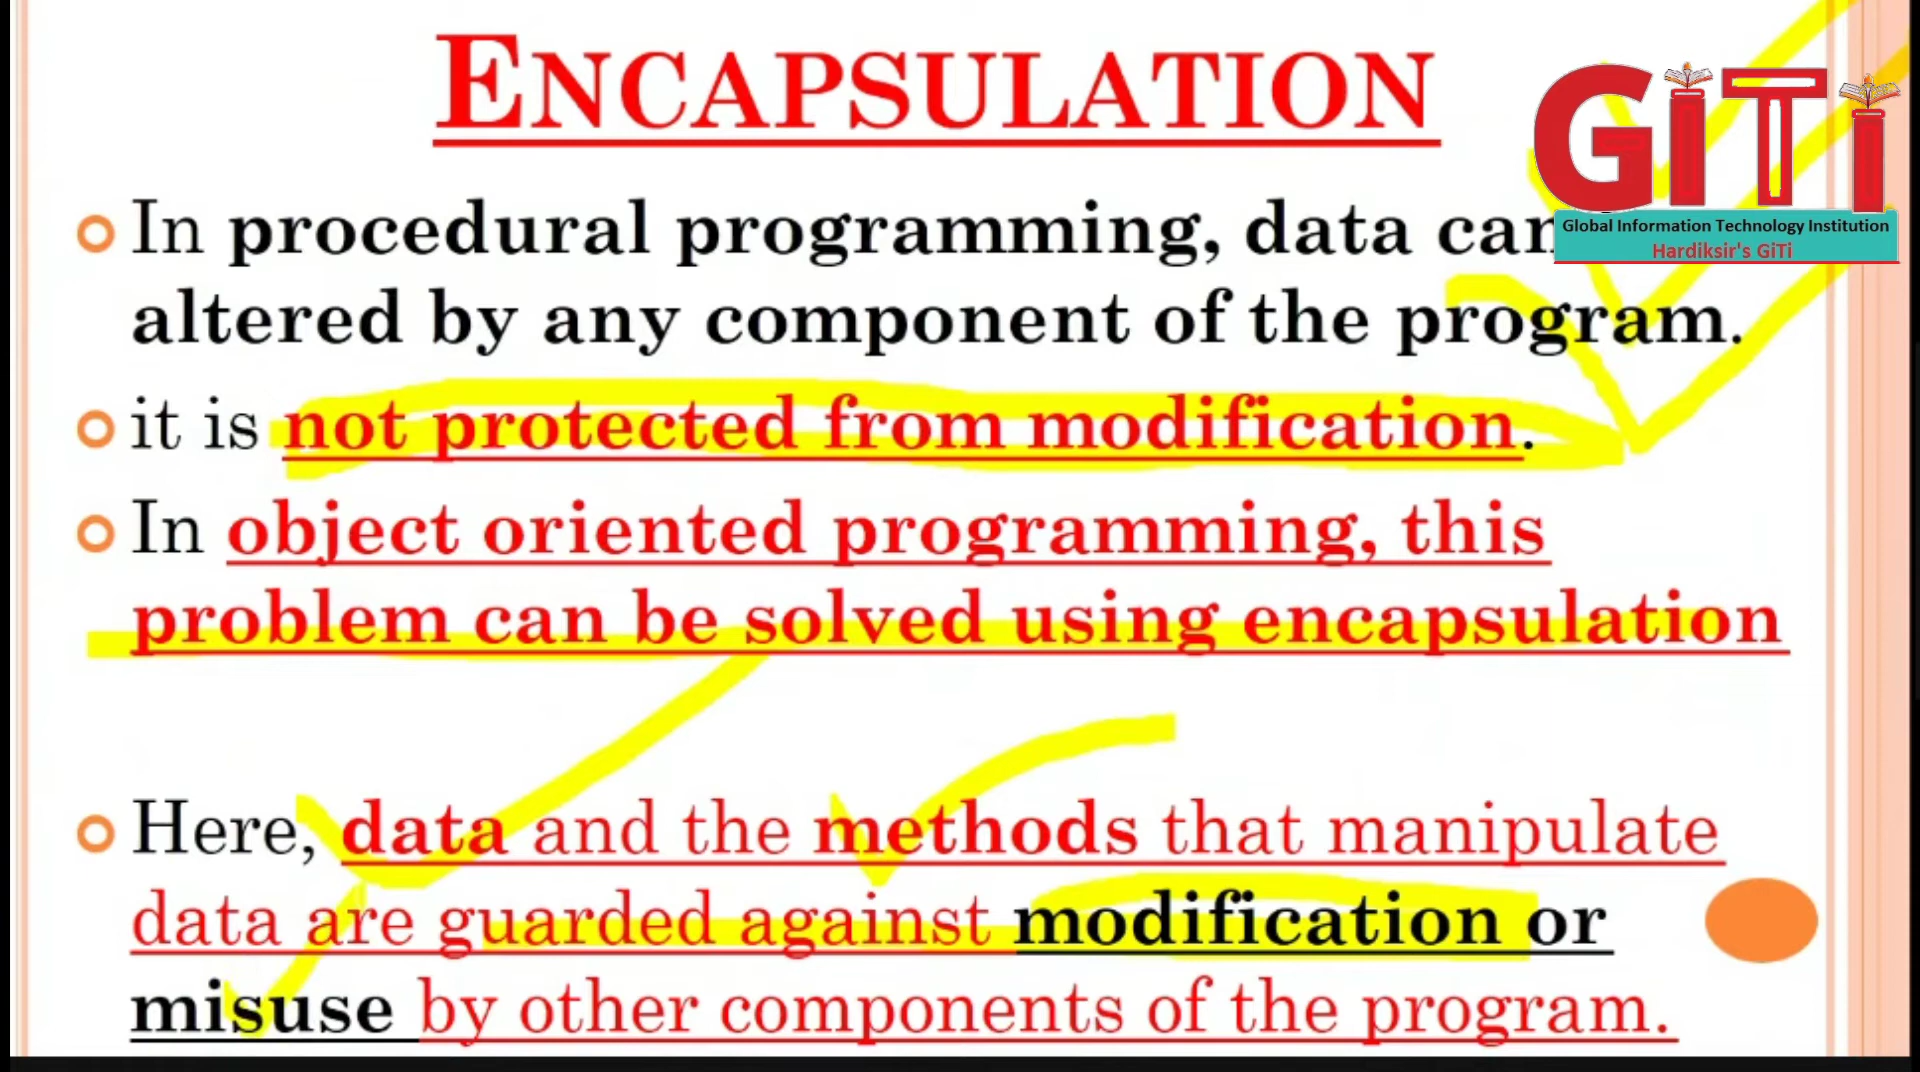 ENCAPSULATION
GiTi
Global Information Technology Institution
Hardiksir's GiTi
In procedural programming, data can
altered by any component of the program.
it is not protected from modification.
In object oriented programming, this
problem can be solved using encapsulation
Here, data and the methods that manipulate
data are guarded against modification or
misuse by other components of the program.